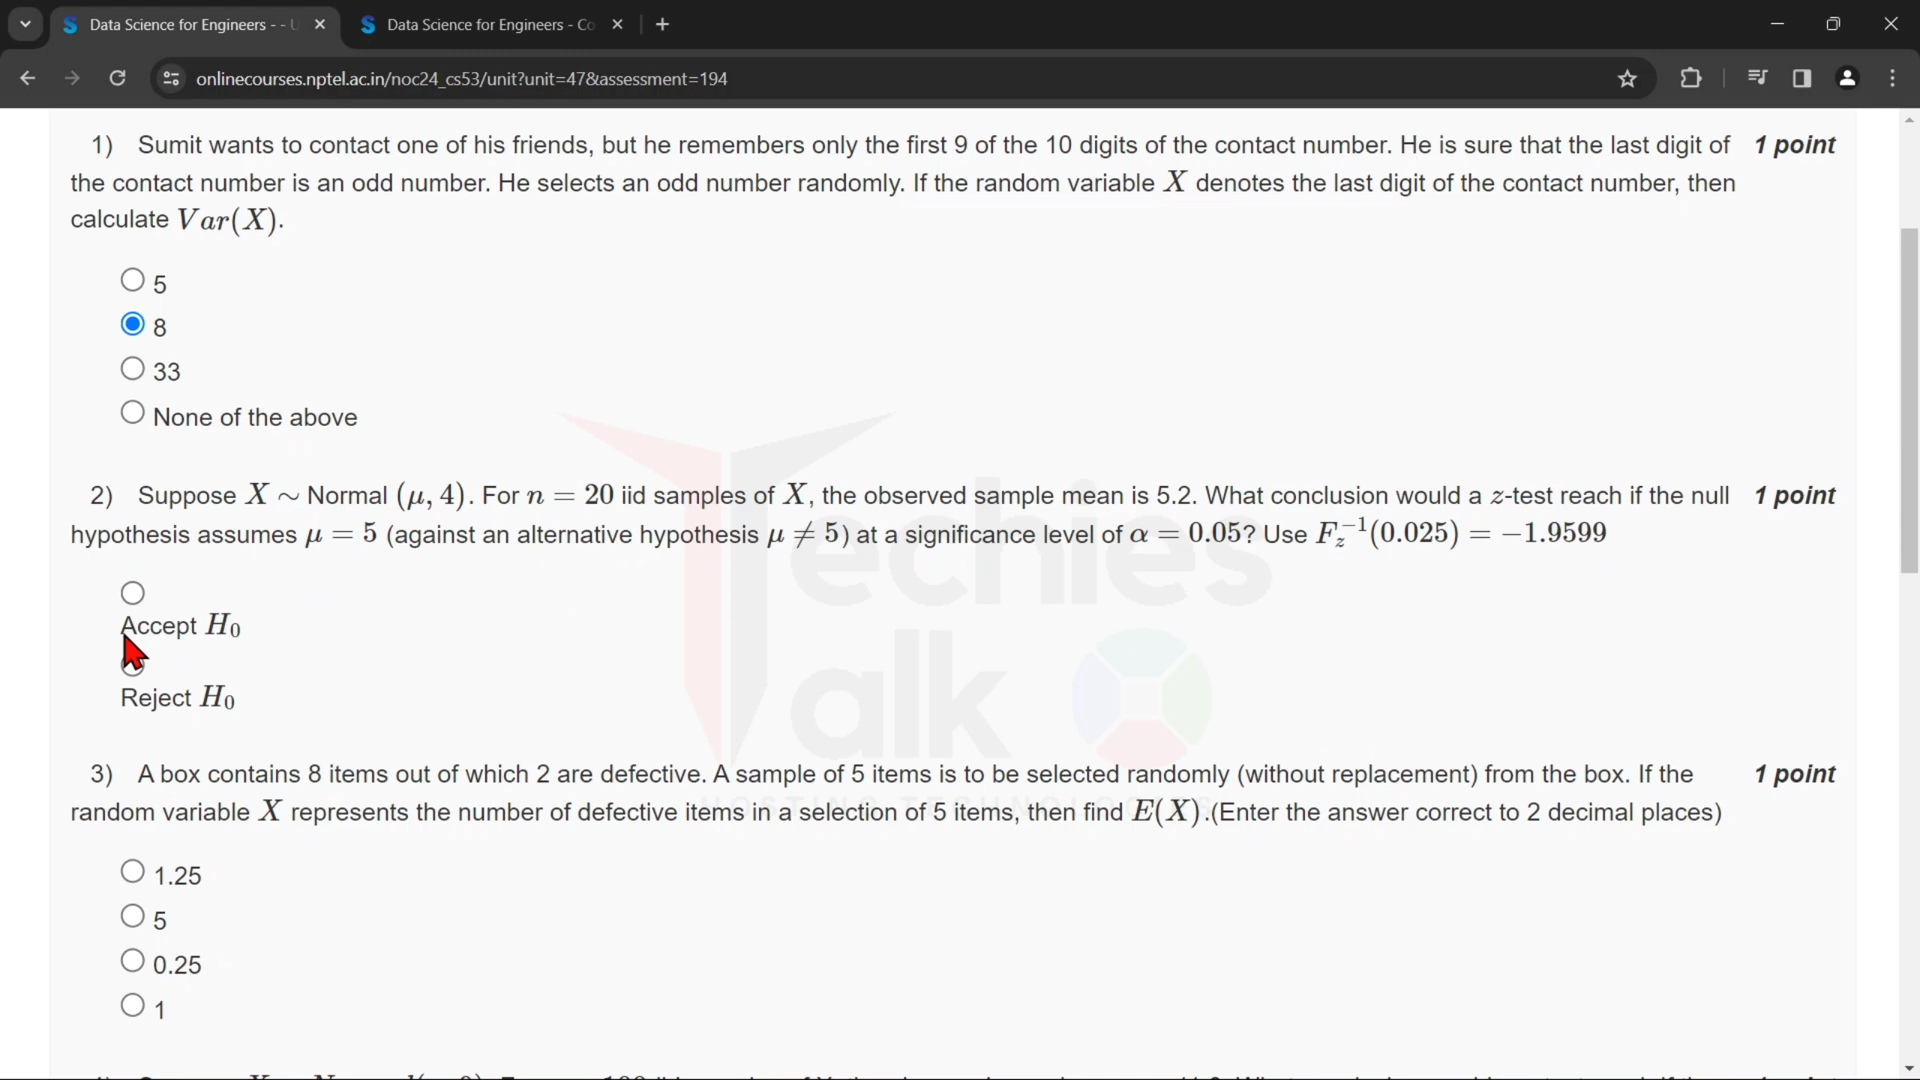 Data Science for Engineers - - U
Data Science for Engineers - Co
onlinecourses.nptel.ac.in/noc24_cs53/unit?unit=47&assessment=194
1) Sumit wants to contact one of his friends, but he remembers only the first 9 of the 10 digits of the contact number. He is sure that the last digit of 1 point
the contact number is an odd number. He selects an odd number randomly. If the random variable X denotes the last digit of the contact number, then
calculate Var(X).
5
8
33
None of the above
2) Suppose X ∼ Normal (μ, 4). For n = 20 iid samples of X, the observed sample mean is 5.2. What conclusion would a z-test reach if the null 1 point
hypothesis assumes μ = 5 (against an alternative hypothesis μ ≠ 5) at a significance level of α = 0.05? Use F_z^{-1}(0.025) = −1.9599
Accept H₀
Reject H₀
Techies
Talk
HOSTING TECHNOLOGIES
3) A box contains 8 items out of which 2 are defective. A sample of 5 items is to be selected randomly (without replacement) from the box. If the 1 point
random variable X represents the number of defective items in a selection of 5 items, then find E(X).(Enter the answer correct to 2 decimal places)
1.25
5
0.25
1